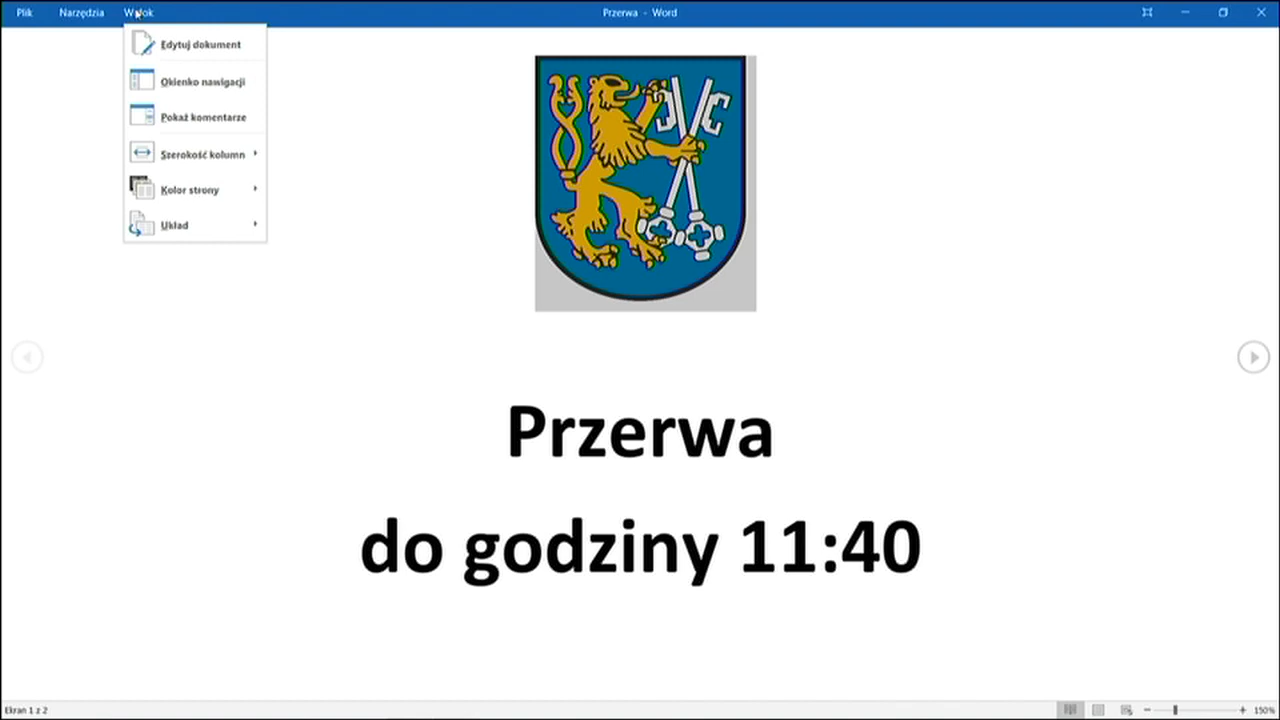 Plik Narzędzia Widok Przerwa - Word
Edytuj dokument
Okienko nawigacji
Pokaż komentarze
Szerokość kolumn
Kolor strony
Układ
Przerwa
do godziny 11:40
Ekran 1 z 2 150%